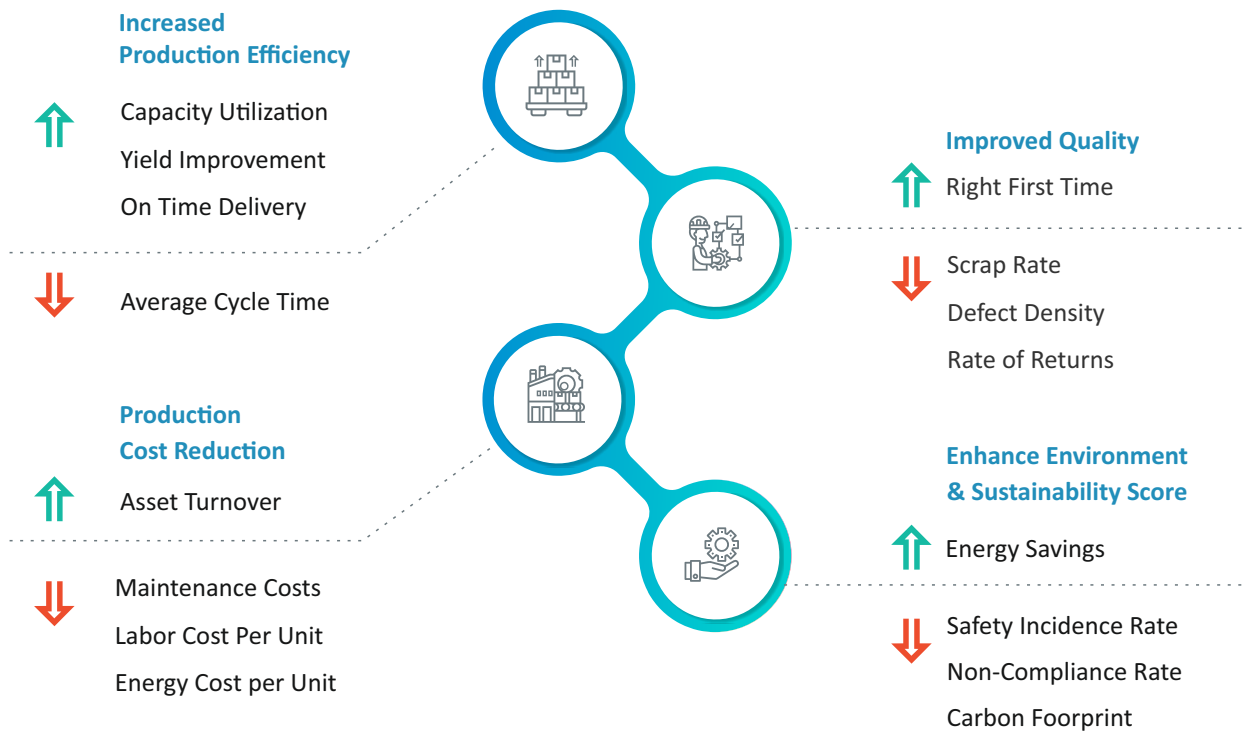 Increased
Production Efficiency
Capacity Utilization
Yield Improvement
On Time Delivery
Average Cycle Time
Improved Quality
Right First Time
Scrap Rate
Defect Density
Rate of Returns
Production
Cost Reduction
Asset Turnover
Maintenance Costs
Labor Cost Per Unit
Energy Cost per Unit
Enhance Environment
& Sustainability Score
Energy Savings
Safety Incidence Rate
Non-Compliance Rate
Carbon Foorprint